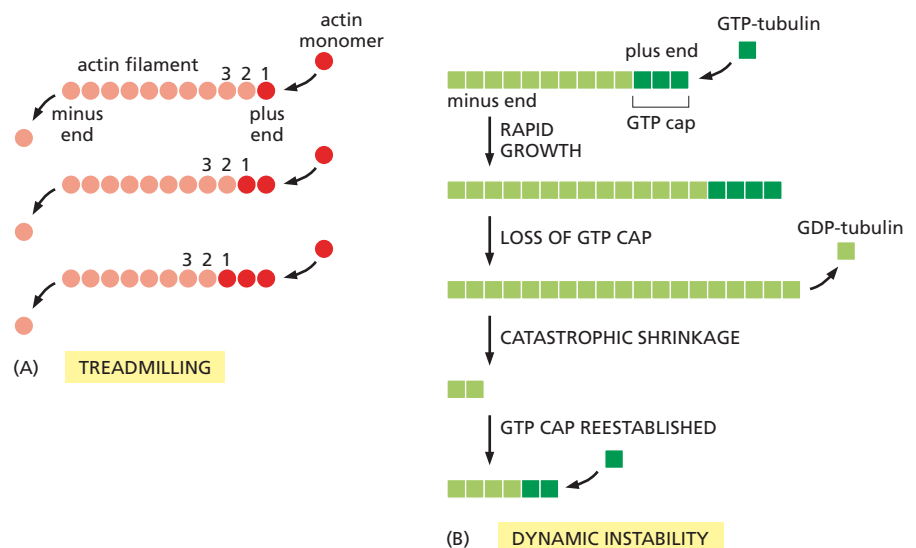 actin
monomer
actin filament
3 2 1
minus
end
plus
end
3 2 1
3 2 1
(A) TREADMILLING
GTP-tubulin
plus end
minus end
GTP cap
RAPID
GROWTH
LOSS OF GTP CAP
GDP-tubulin
CATASTROPHIC SHRINKAGE
GTP CAP REESTABLISHED
(B) DYNAMIC INSTABILITY